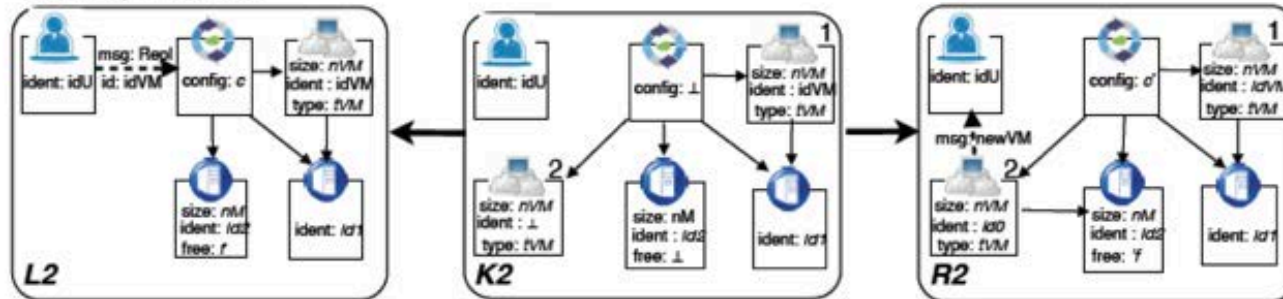 msg: Repl
ident: idU
id: idVM
config: c
size: nVM
ident : idVM
type: tVM
size: nM
ident: Id2
free: f
ident: Id1
L2
1
ident: idU
config: ⊥
size: nVM
ident : idVM
type: tVM
2
size: nVM
ident : ⊥
type: tVM
size: nM
ident : Id2
free: ⊥
ident: Id1
K2
1
ident: idU
config: c'
size: nVM
ident : IdVM
type: tVM
msg: newVM
2
size: nVM
ident : Id0
type: tVM
size: nM
ident : Id2
free: 'f
ident: Id1
R2